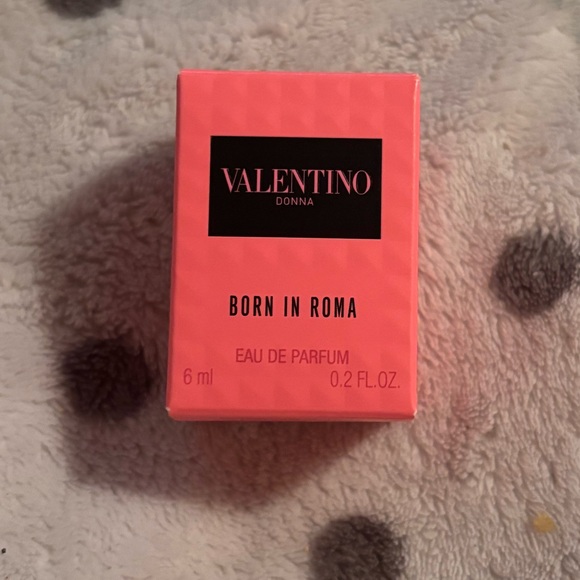 VALENTINO
DONNA
BORN IN ROMA
EAU DE PARFUM
6 ml 0.2 FL.OZ.